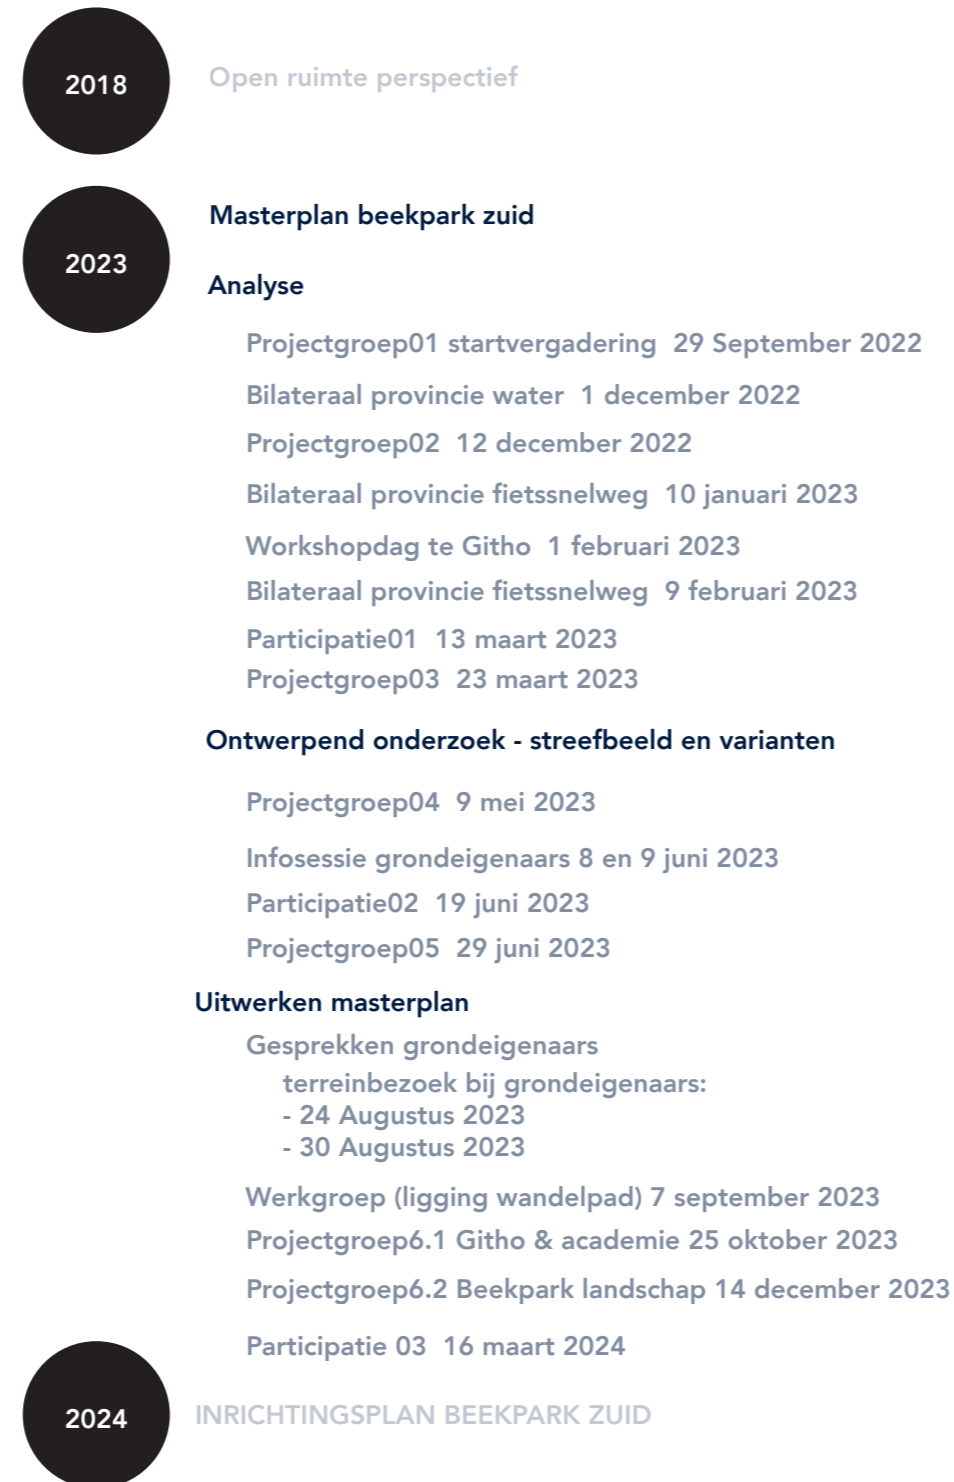 2018
Open ruimte perspectief
2023
Masterplan beekpark zuid
Analyse
Projectgroep01 startvergadering 29 September 2022
Bilateraal provincie water 1 december 2022
Projectgroep02 12 december 2022
Bilateraal provincie fietssnelweg 10 januari 2023
Workshopdag te Githo 1 februari 2023
Bilateraal provincie fietssnelweg 9 februari 2023
Participatie01 13 maart 2023
Projectgroep03 23 maart 2023
Ontwerpend onderzoek - streefbeeld en varianten
Projectgroep04 9 mei 2023
Infosessie grondeigenaars 8 en 9 juni 2023
Participatie02 19 juni 2023
Projectgroep05 29 juni 2023
Uitwerken masterplan
Gesprekken grondeigenaars
terreinbezoek bij grondeigenaars:
- 24 Augustus 2023
- 30 Augustus 2023
Werkgroep (ligging wandelpad) 7 september 2023
Projectgroep6.1 Githo & academie 25 oktober 2023
Projectgroep6.2 Beekpark landschap 14 december 2023
Participatie 03 16 maart 2024
2024
INRICHTINGSPLAN BEEKPARK ZUID